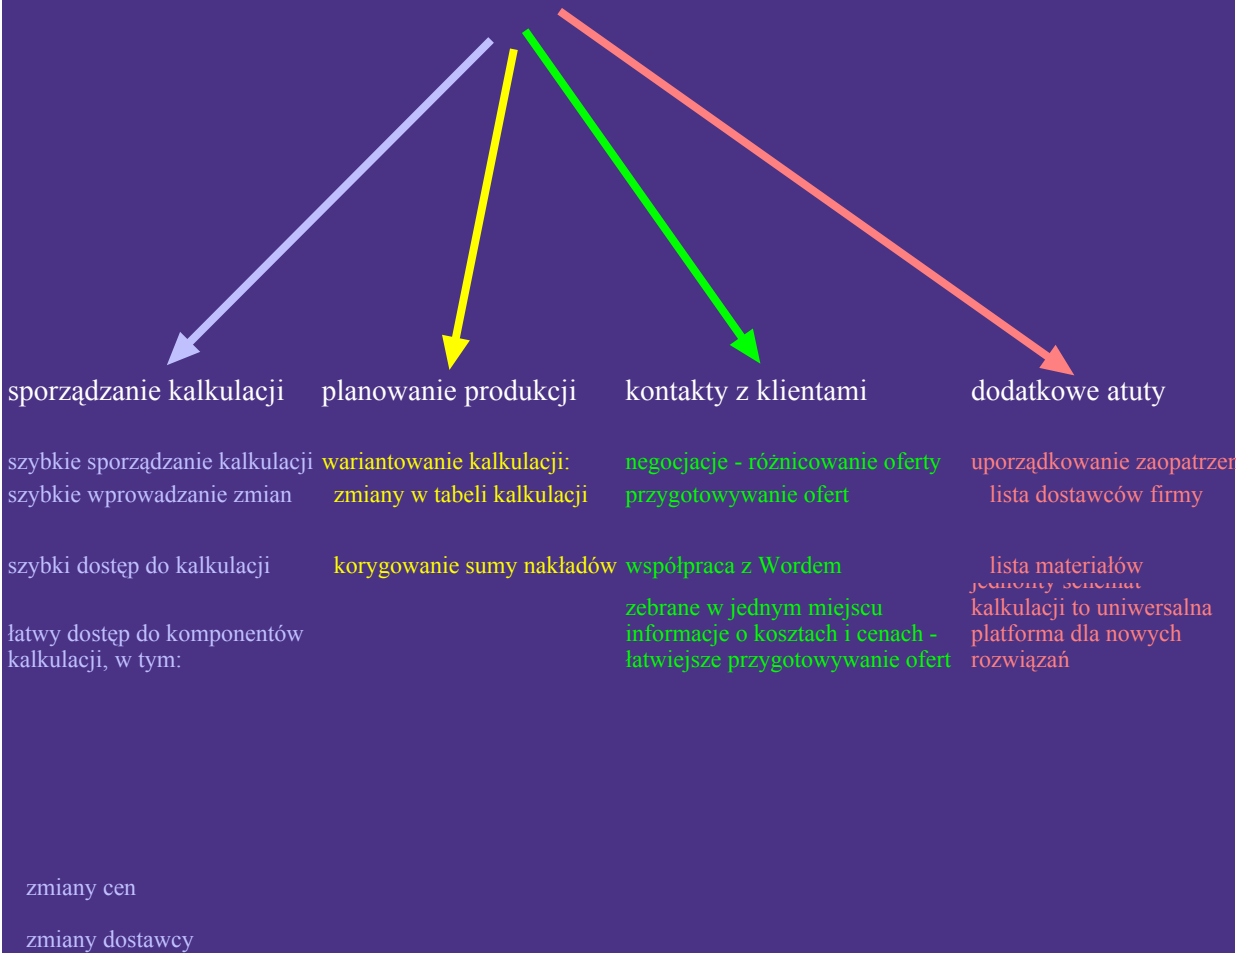 sporządzanie kalkulacji
planowanie produkcji
kontakty z klientami
dodatkowe atuty
szybkie sporządzanie kalkulacji
wariantowanie kalkulacji:
negocjacje - różnicowanie oferty
uporządkowanie zaopatrzen
szybkie wprowadzanie zmian
zmiany w tabeli kalkulacji
przygotowywanie ofert
lista dostawców firmy
szybki dostęp do kalkulacji
korygowanie sumy nakładów
współpraca z Wordem
lista materiałów
łatwy dostęp do komponentów
kalkulacji, w tym:
zebrane w jednym miejscu
informacje o kosztach i cenach -
łatwiejsze przygotowywanie ofert
jednolity schemat
kalkulacji to uniwersalna
platforma dla nowych
rozwiązań
zmiany cen
zmiany dostawcy